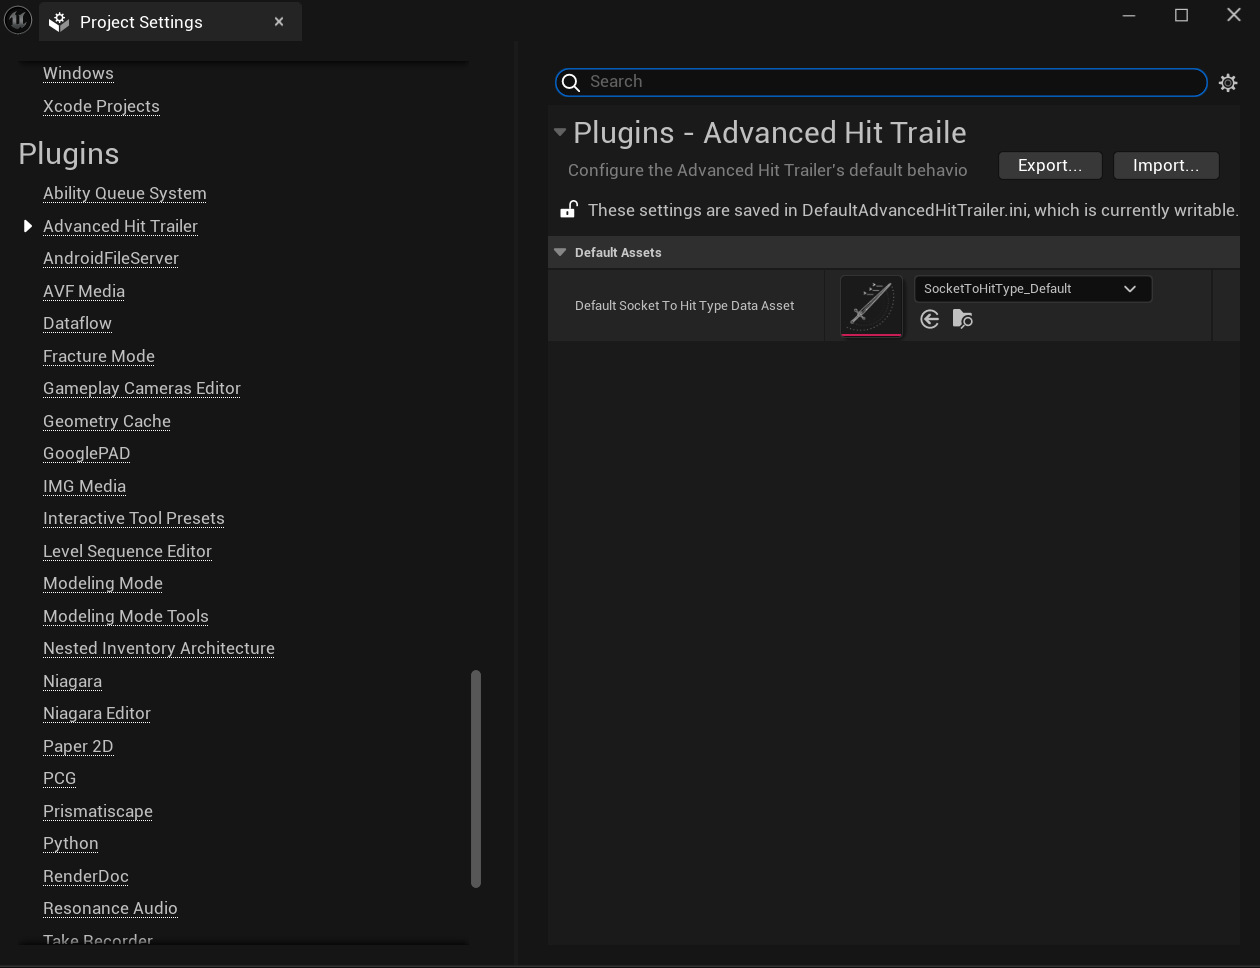 Project Settings
Windows
Xcode Projects
Plugins
Ability Queue System
Advanced Hit Trailer
AndroidFileServer
AVF Media
Dataflow
Fracture Mode
Gameplay Cameras Editor
Geometry Cache
GooglePAD
IMG Media
Interactive Tool Presets
Level Sequence Editor
Modeling Mode
Modeling Mode Tools
Nested Inventory Architecture
Niagara
Niagara Editor
Paper 2D
PCG
Prismatiscape
Python
RenderDoc
Resonance Audio
Take Recorder
Search
Plugins - Advanced Hit Traile
Configure the Advanced Hit Trailer's default behavio
Export...
Import...
These settings are saved in DefaultAdvancedHitTrailer.ini, which is currently writable.
Default Assets
Default Socket To Hit Type Data Asset
SocketToHitType_Default